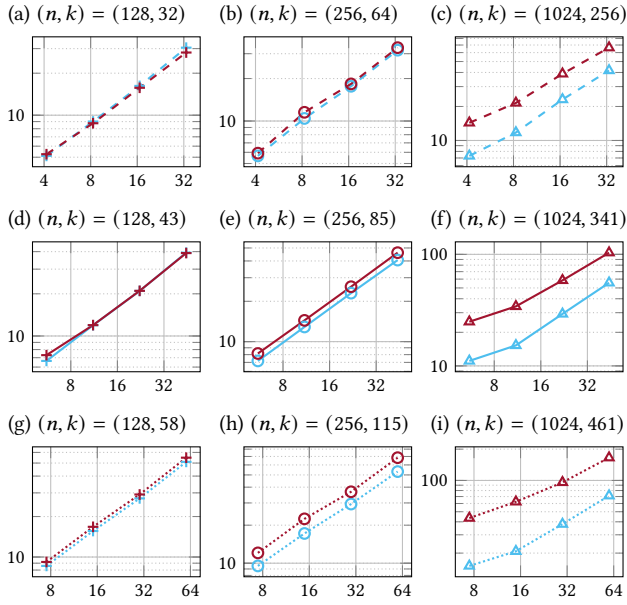 (a) (n, k) = (128, 32) (b) (n, k) = (256, 64) (c) (n, k) = (1024, 256)
10 10 10
4 8 16 32 4 8 16 32 4 8 16 32
(d) (n, k) = (128, 43) (e) (n, k) = (256, 85) (f) (n, k) = (1024, 341)
100
10 10 10
8 16 32 8 16 32 8 16 32
(g) (n, k) = (128, 58) (h) (n, k) = (256, 115) (i) (n, k) = (1024, 461)
100
10 10
8 16 32 64 8 16 32 64 8 16 32 64